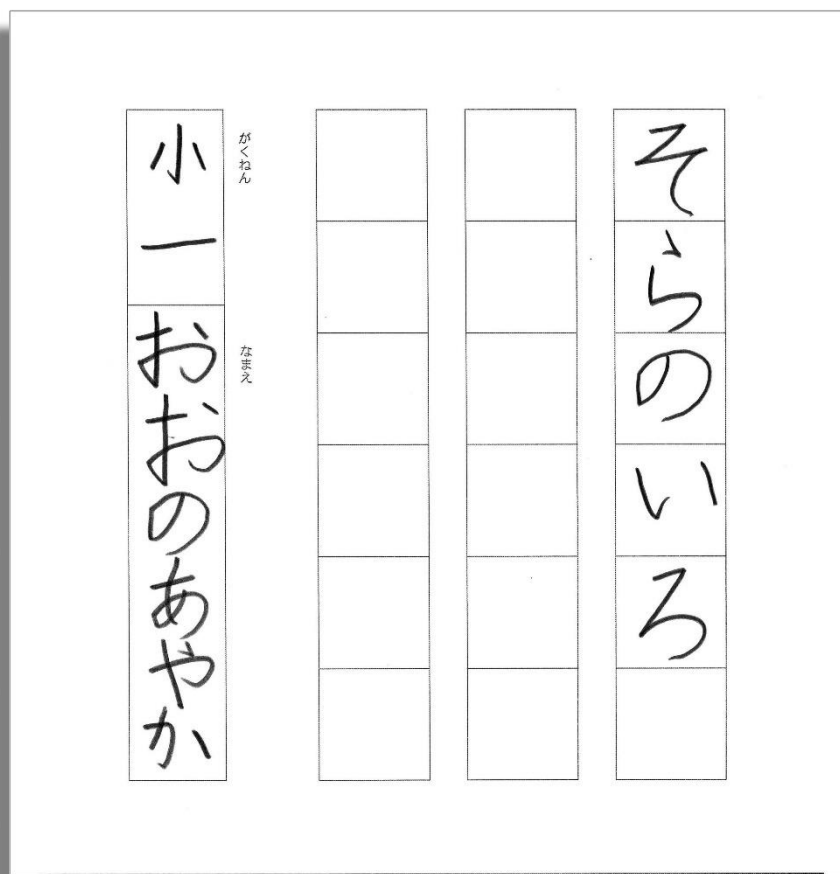 そらのいろ
がくねん
小一
なまえ
おおのあやか